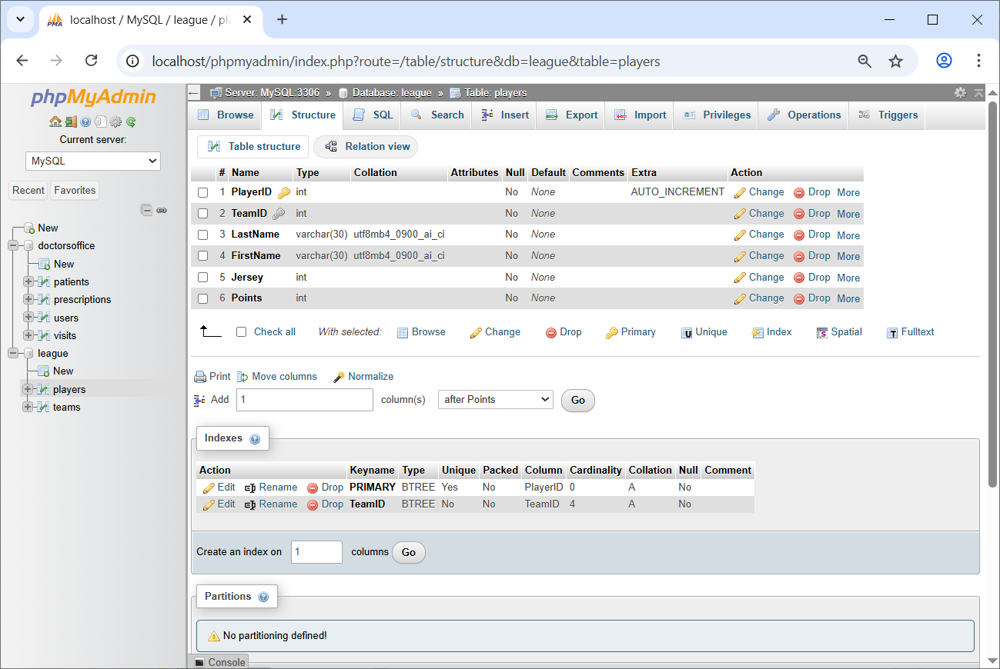 localhost / MySQL / league / pl
localhost/phpmyadmin/index.php?route=/table/structure&db=league&table=players
phpMyAdmin
Current server:
MySQL
Recent Favorites
New
doctorsoffice
New
patients
prescriptions
users
visits
league
New
players
teams
Server: MySQL:3306 » Database: league » Table: players
Browse Structure SQL Search Insert Export Import Privileges Operations Triggers
Table structure Relation view
# Name Type Collation Attributes Null Default Comments Extra Action
1 PlayerID int No None AUTO_INCREMENT Change Drop More
2 TeamID int No None Change Drop More
3 LastName varchar(30) utf8mb4_0900_ai_ci No None Change Drop More
4 FirstName varchar(30) utf8mb4_0900_ai_ci No None Change Drop More
5 Jersey int No None Change Drop More
6 Points int No None Change Drop More
Check all With selected: Browse Change Drop Primary Unique Index Spatial Fulltext
Print Move columns Normalize
Add 1 column(s) after Points Go
Indexes
Action Keyname Type Unique Packed Column Cardinality Collation Null Comment
Edit Rename Drop PRIMARY BTREE Yes No PlayerID 0 A No
Edit Rename Drop TeamID BTREE No No TeamID 4 A No
Create an index on 1 columns Go
Partitions
No partitioning defined!
Console